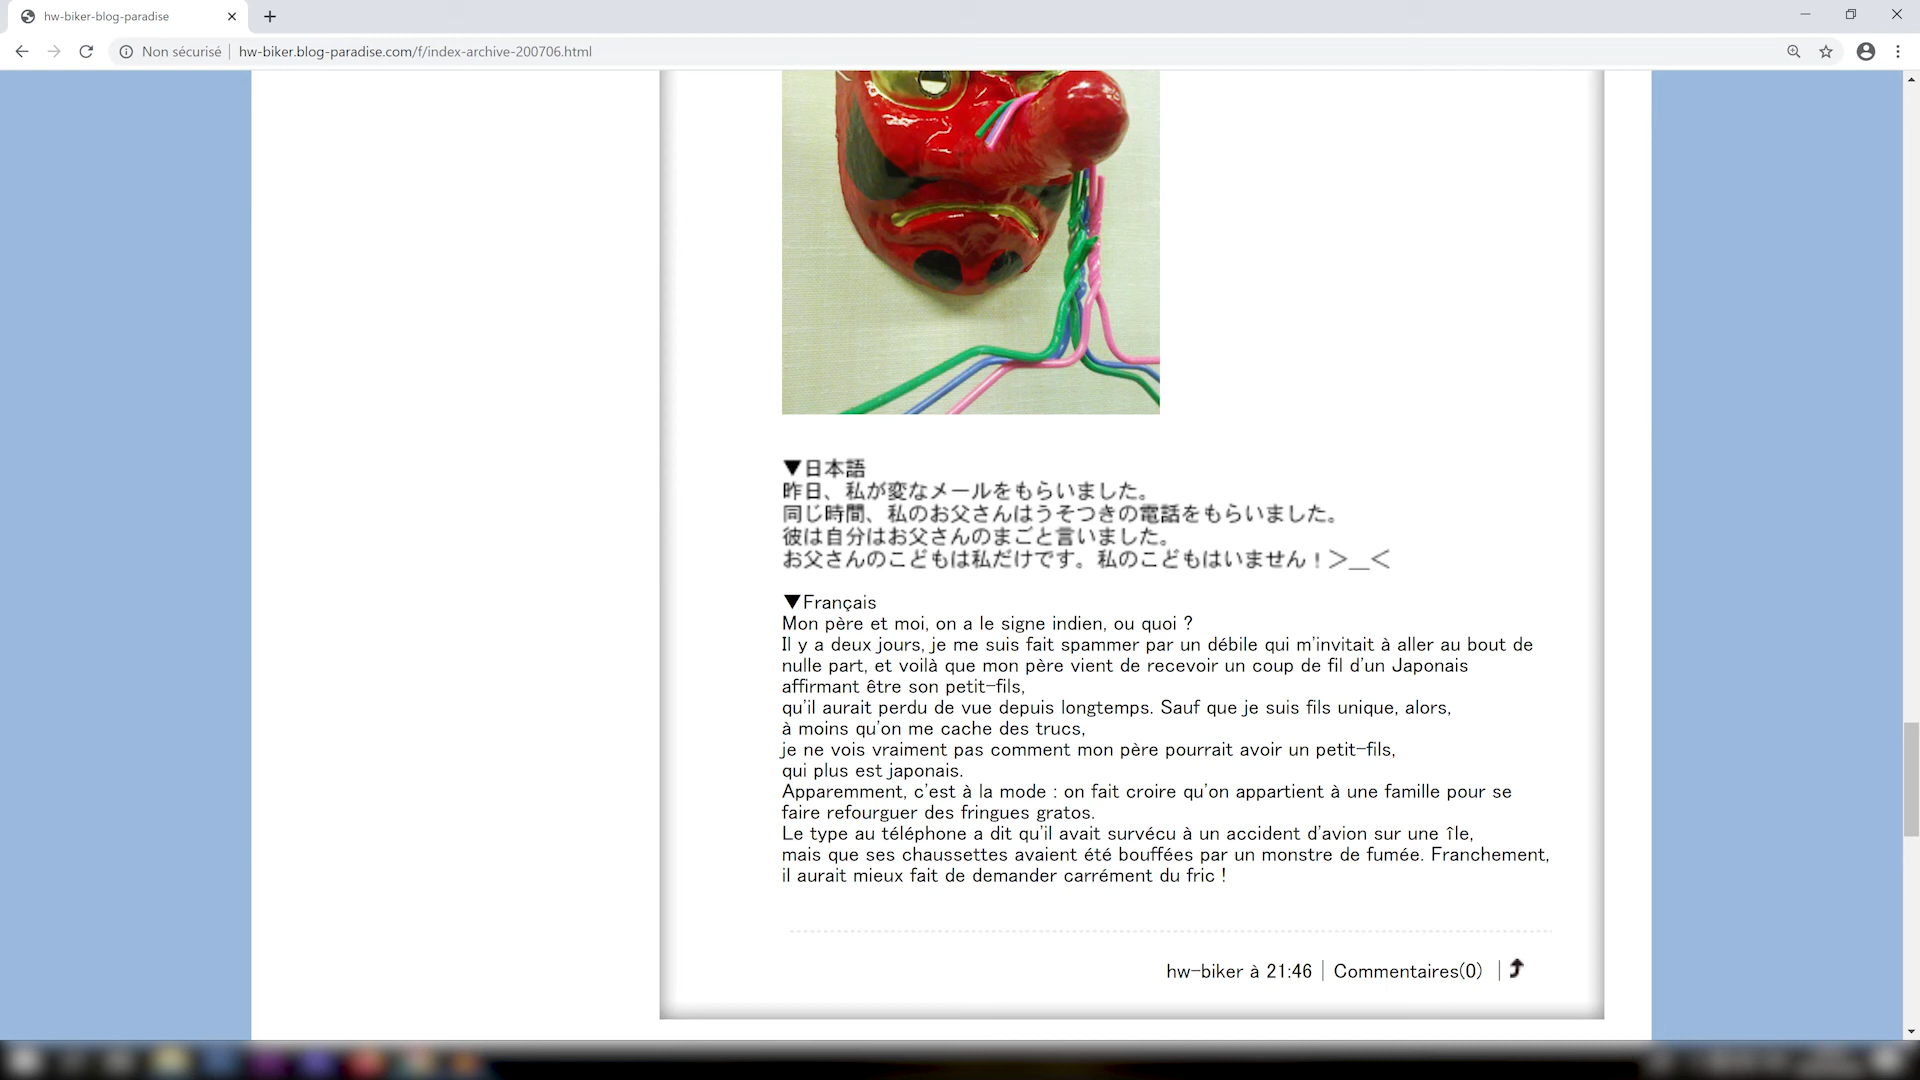 hw-biker-blog-paradise
Non sécurisé
hw-biker.blog-paradise.com/f/index-archive-200706.html
▼日本語
昨日、私が変なメールをもらいました。
同じ時間、私のお父さんはうそつきの電話をもらいました。
彼は自分はお父さんのまごと言いました。
お父さんのこどもは私だけです。私のこどもはいません！＞＿＜
▼Français
Mon père et moi, on a le signe indien, ou quoi ?
Il y a deux jours, je me suis fait spammer par un débile qui m'invitait à aller au bout de
nulle part, et voilà que mon père vient de recevoir un coup de fil d'un Japonais
affirmant être son petit-fils,
qu'il aurait perdu de vue depuis longtemps. Sauf que je suis fils unique, alors,
à moins qu'on me cache des trucs,
je ne vois vraiment pas comment mon père pourrait avoir un petit-fils,
qui plus est japonais.
Apparemment, c'est à la mode : on fait croire qu'on appartient à une famille pour se
faire refourguer des fringues gratos.
Le type au téléphone a dit qu'il avait survécu à un accident d'avion sur une île,
mais que ses chaussettes avaient été bouffées par un monstre de fumée. Franchement,
il aurait mieux fait de demander carrément du fric !
hw-biker à 21:46 | Commentaires(0) |